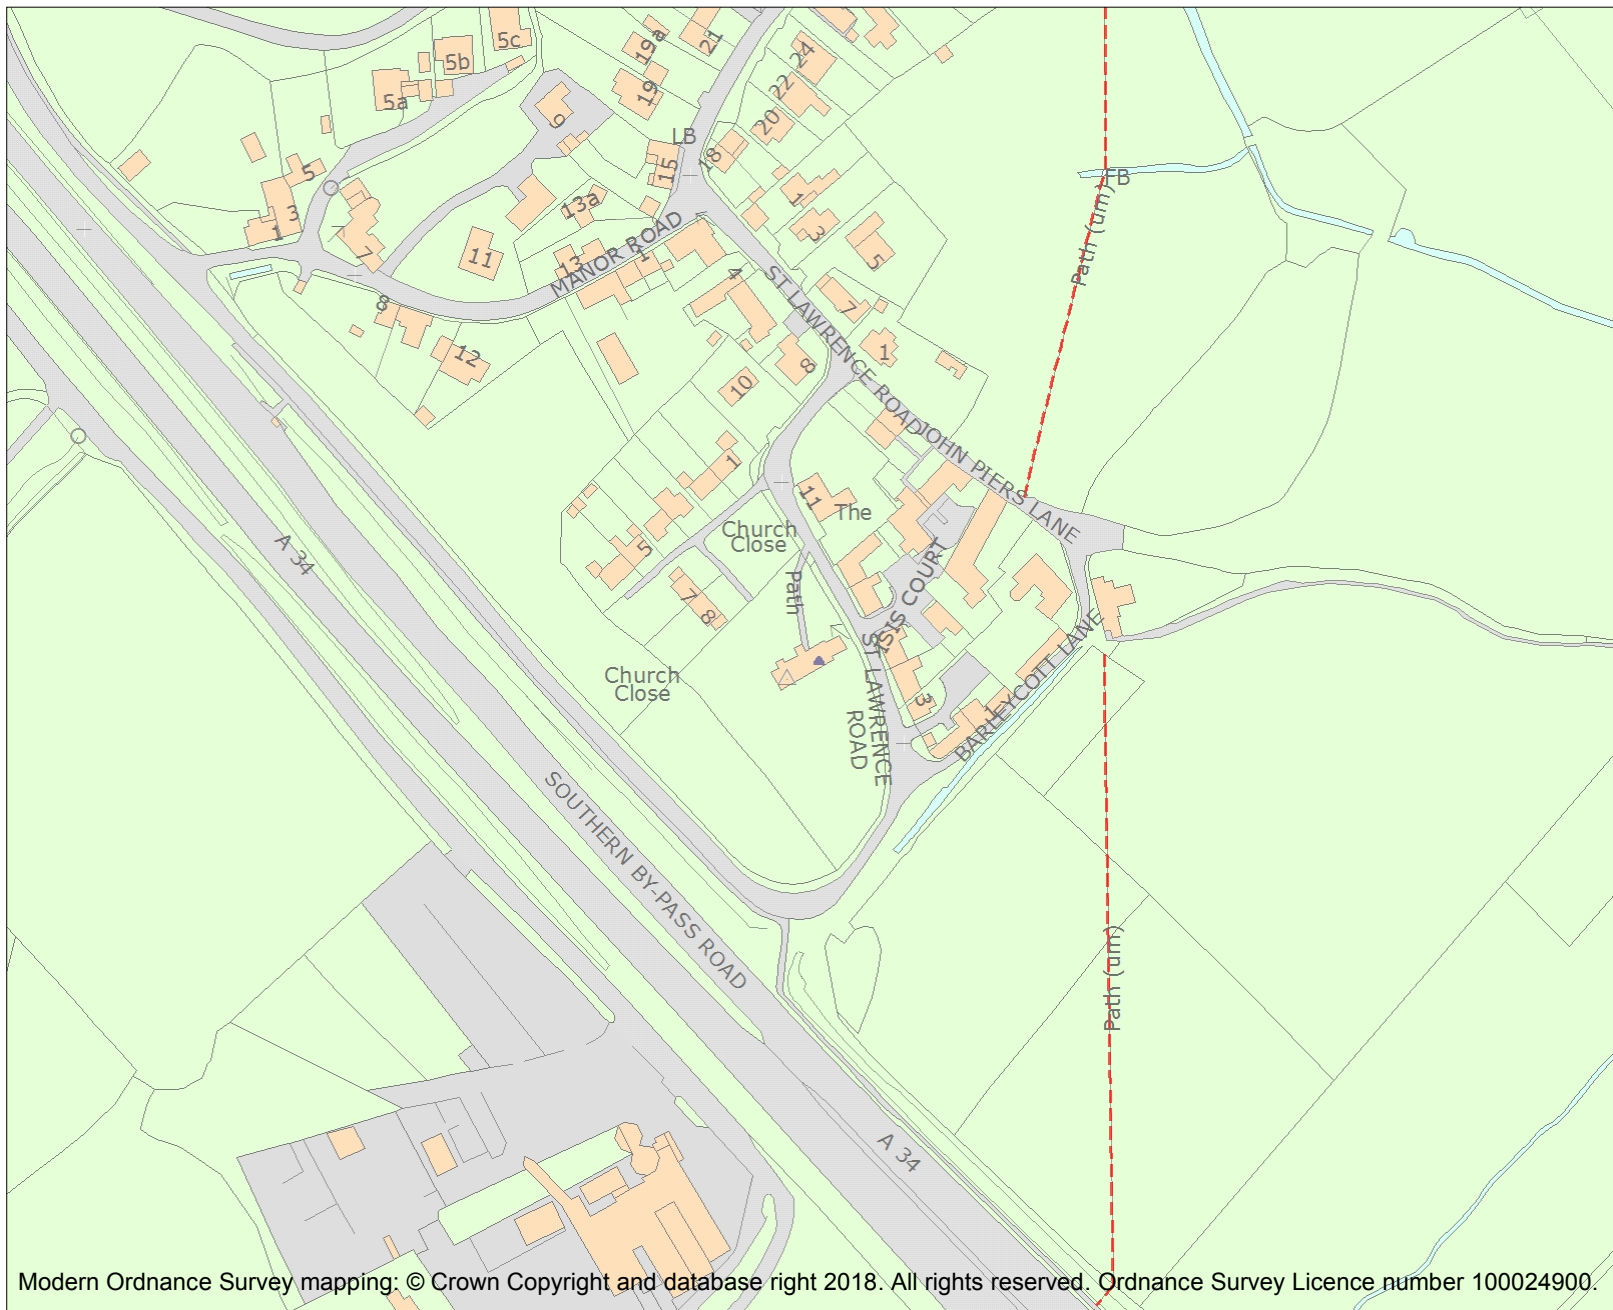 5c
5b
5a
19a
21
24
22
20
19
9
LB
18
15
FB
5
3
1
7
13a
11
13
1
MANOR ROAD
1
3
5
Path (um)
4
ST LAWRENCE ROAD
7
8
12
1
8
10
JOHN PIERS LANE
1
11
The
Church
Close
5
A 34
Path
ISIS COURT
7
8
Church
Close
ST LAWRENCE
ROAD
3
1
BARLEYCOTT LANE
SOUTHERN BY-PASS ROAD
Path (um)
A 34
Modern Ordnance Survey mapping: © Crown Copyright and database right 2018. All rights reserved. Ordnance Survey Licence number 100024900.